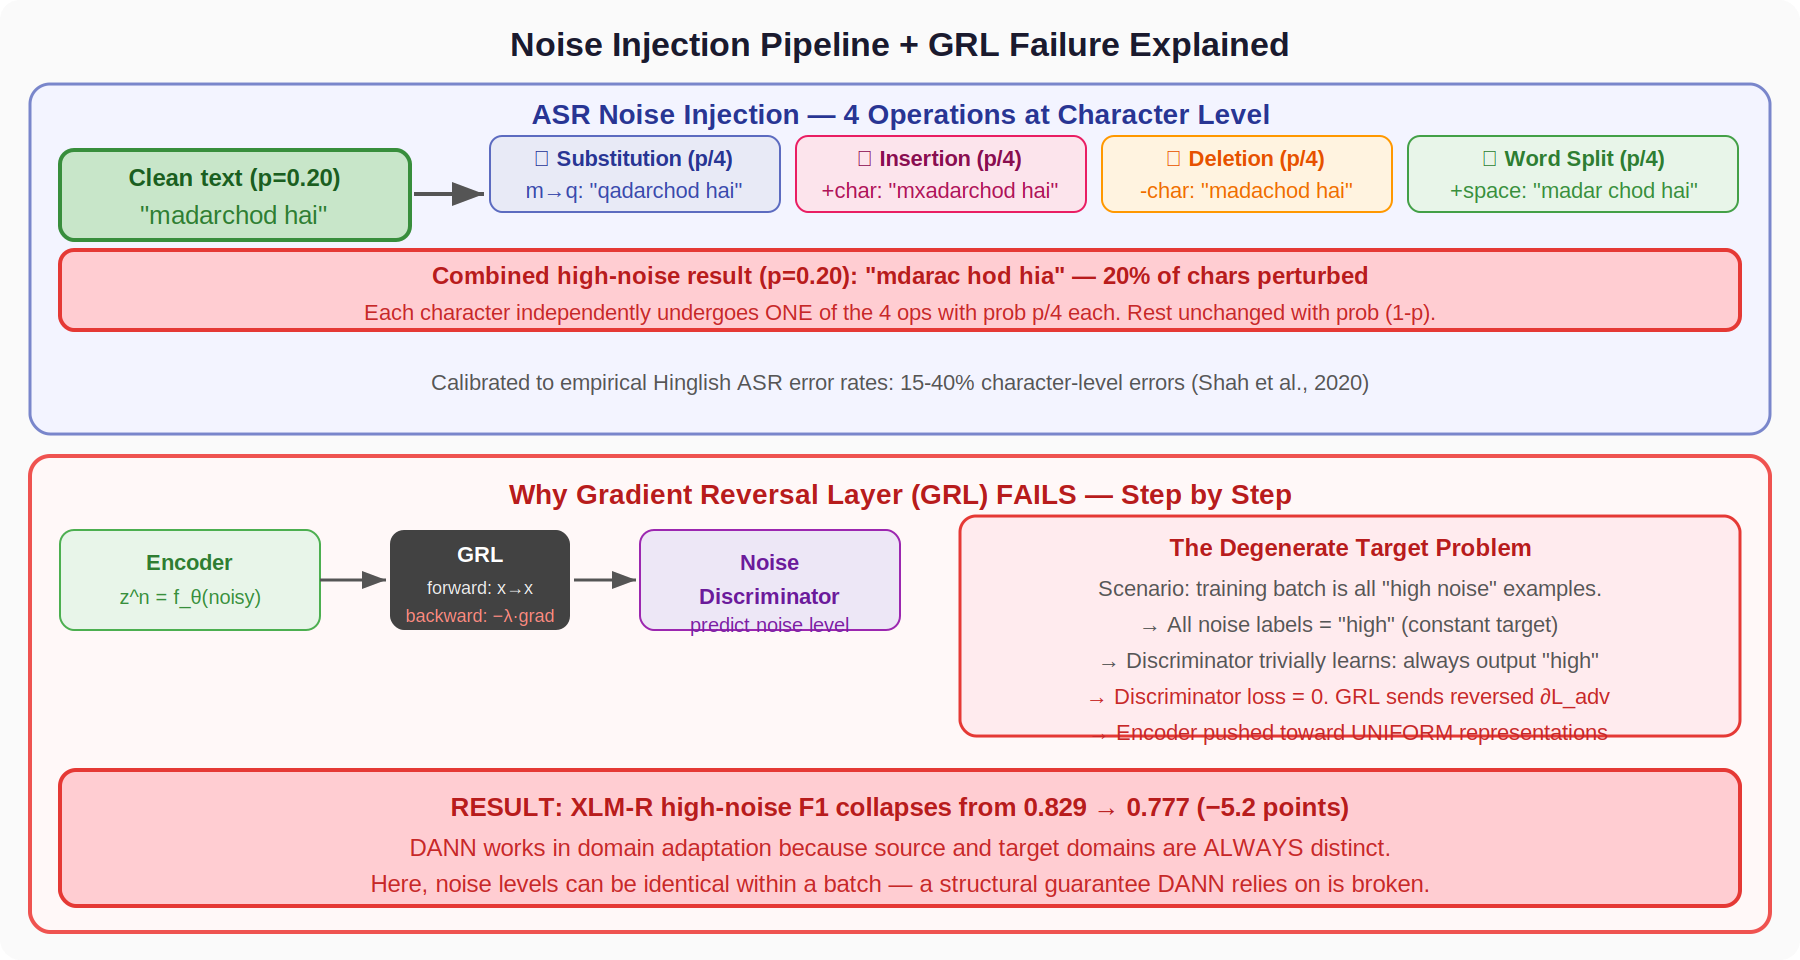 Noise Injection Pipeline + GRL Failure Explained
ASR Noise Injection — 4 Operations at Character Level
Clean text (p=0.20)
"madarchod hai"
Substitution (p/4)
m→q: "qadarchod hai"
Insertion (p/4)
+char: "mxadarchod hai"
Deletion (p/4)
-char: "madachod hai"
Word Split (p/4)
+space: "madar chod hai"
Combined high-noise result (p=0.20): "mdarac hod hia" — 20% of chars perturbed
Each character independently undergoes ONE of the 4 ops with prob p/4 each. Rest unchanged with prob (1-p).
Calibrated to empirical Hinglish ASR error rates: 15-40% character-level errors (Shah et al., 2020)
Why Gradient Reversal Layer (GRL) FAILS — Step by Step
Encoder
z^n = f_θ(noisy)
GRL
forward: x→x
backward: −λ·grad
Noise
Discriminator
predict noise level
The Degenerate Target Problem
Scenario: training batch is all "high noise" examples.
→ All noise labels = "high" (constant target)
→ Discriminator trivially learns: always output "high"
→ Discriminator loss = 0. GRL sends reversed ∂L_adv
→ Encoder pushed toward UNIFORM representations
RESULT: XLM-R high-noise F1 collapses from 0.829 → 0.777 (−5.2 points)
DANN works in domain adaptation because source and target domains are ALWAYS distinct.
Here, noise levels can be identical within a batch — a structural guarantee DANN relies on is broken.